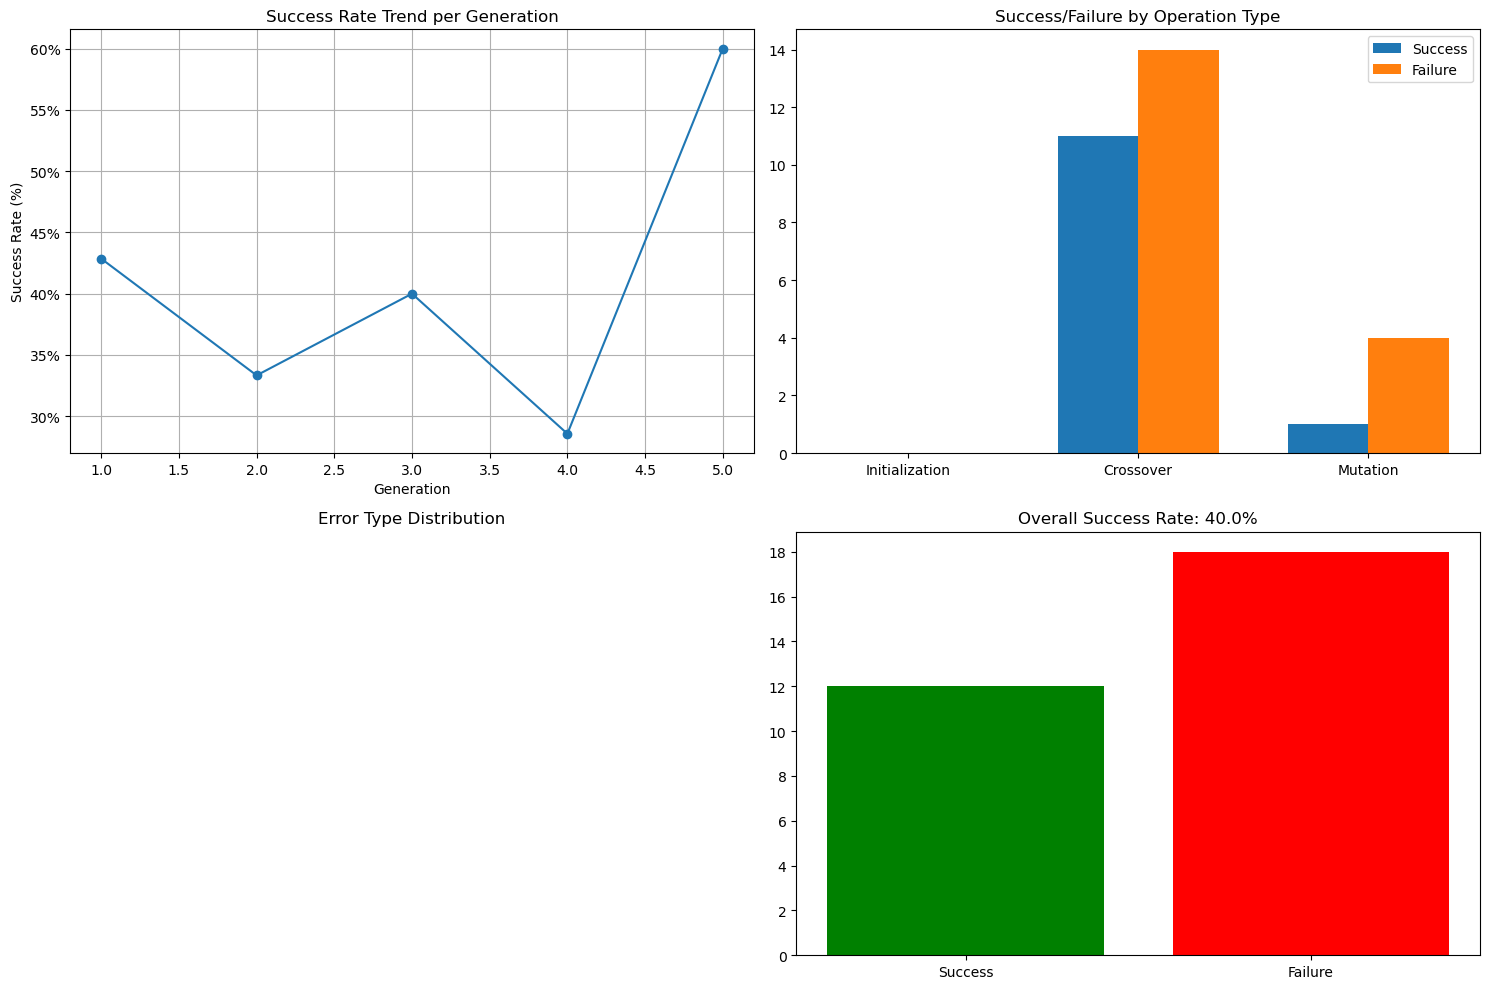 Success Rate Trend per Generation
60%
55%
50%
45%
40%
35%
30%
Success Rate (%)
1.0 1.5 2.0 2.5 3.0 3.5 4.0 4.5 5.0
Generation
Success/Failure by Operation Type
Success
Failure
14
12
10
8
6
4
2
0
Initialization Crossover Mutation
Error Type Distribution
Overall Success Rate: 40.0%
18
16
14
12
10
8
6
4
2
0
Success Failure